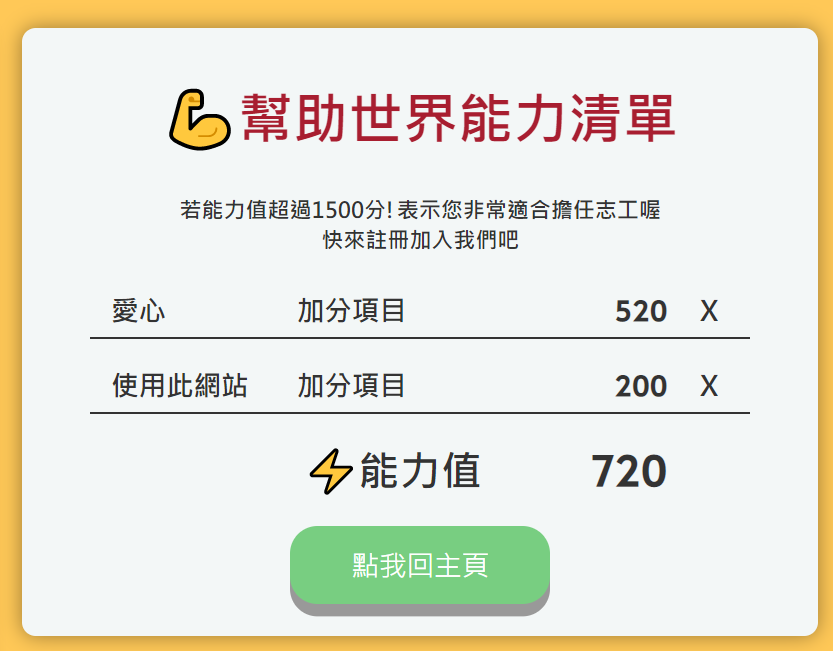 幫助世界能力清單
若能力值超過1500分! 表示您非常適合擔任志工喔
快來註冊加入我們吧
愛心 加分項目 520 X
使用此網站 加分項目 200 X
能力值 720
點我回主頁